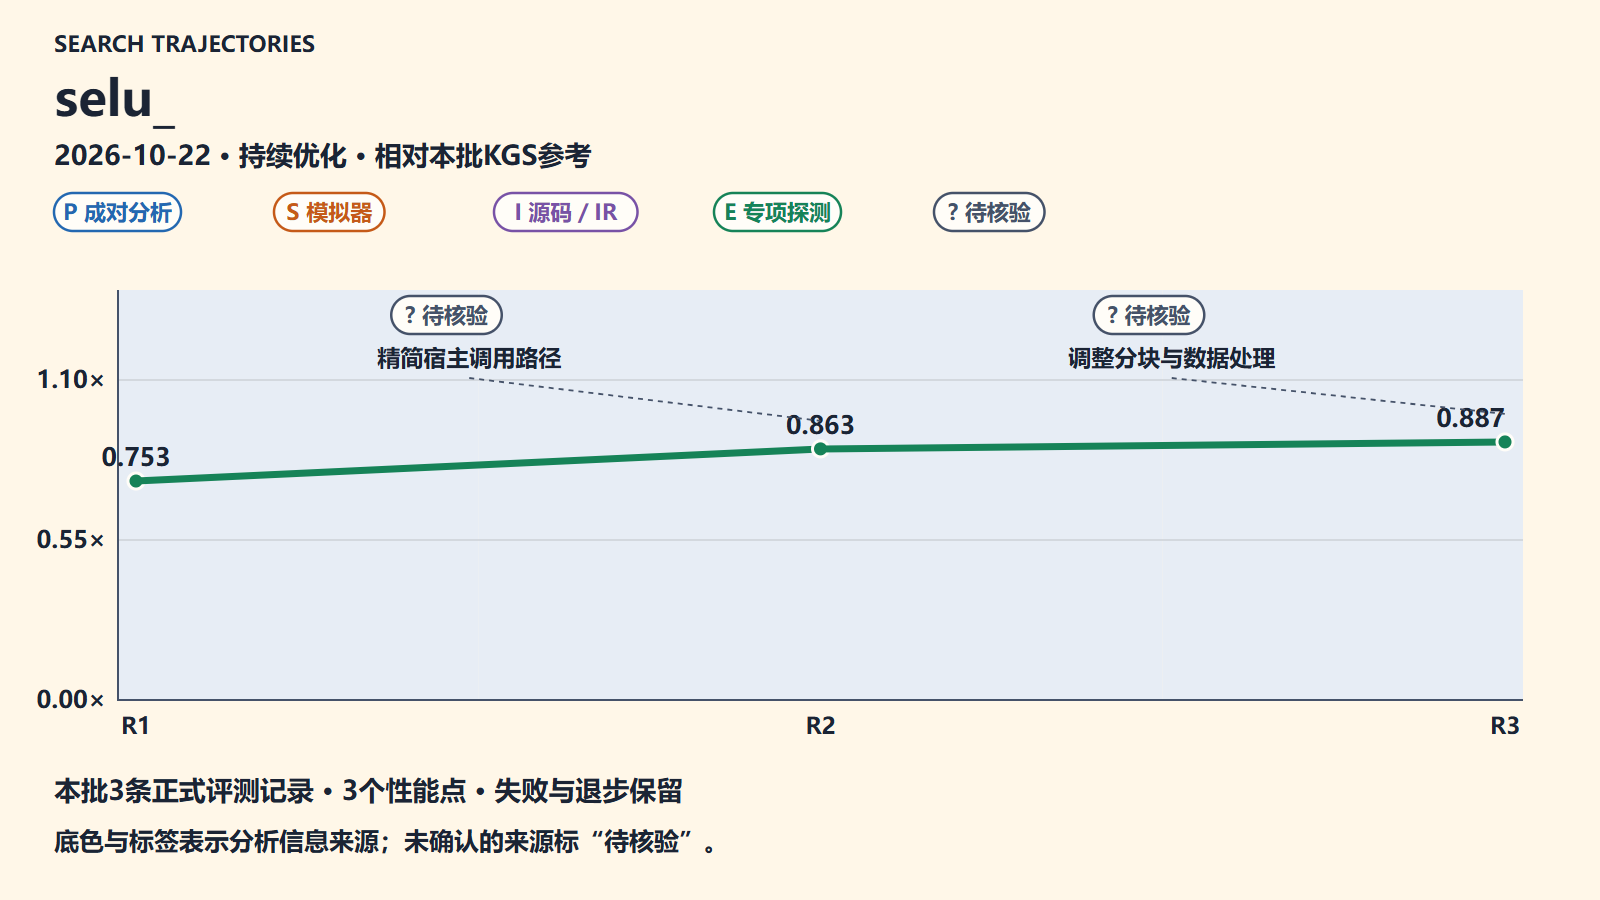 SEARCH TRAJECTORIES
selu_
2026-10-22 • 持续优化 • 相对本批KGS参考
P 成对分析
S 模拟器
I 源码 / IR
E 专项探测
? 待核验
? 待核验
? 待核验
精简宿主调用路径
调整分块与数据处理
1.10×
0.753
0.863
0.887
0.55×
0.00×
R1
R2
R3
本批3条正式评测记录 • 3个性能点 • 失败与退步保留
底色与标签表示分析信息来源；未确认的来源标“待核验”。